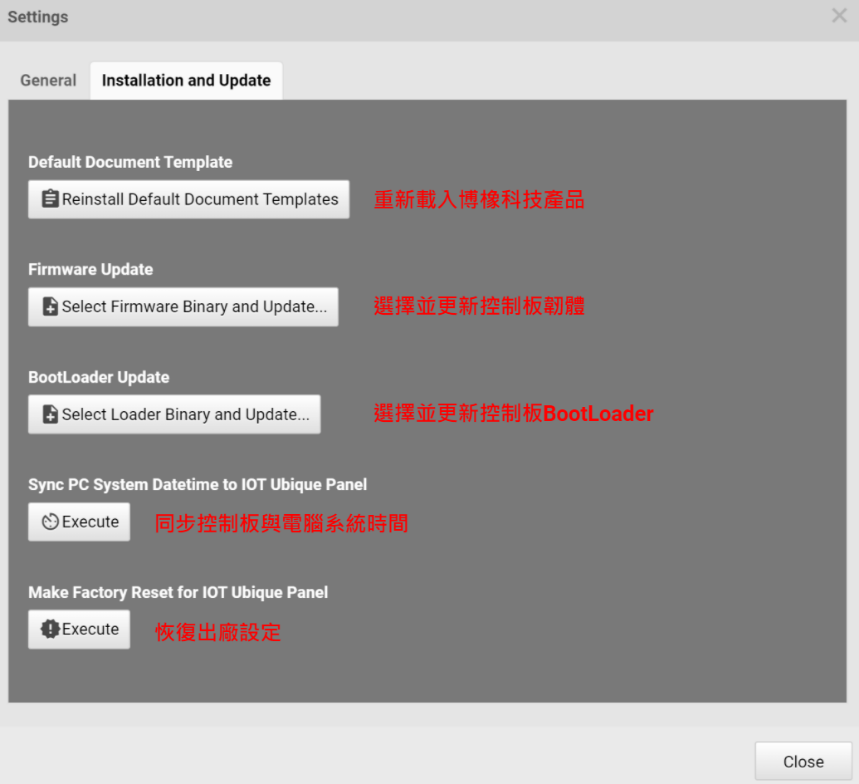 Settings
General
Installation and Update
Default Document Template
Reinstall Default Document Templates
重新載入博橡科技產品
Firmware Update
Select Firmware Binary and Update...
選擇並更新控制板韌體
BootLoader Update
Select Loader Binary and Update...
選擇並更新控制板BootLoader
Sync PC System Datetime to IOT Ubique Panel
Execute
同步控制板與電腦系統時間
Make Factory Reset for IOT Ubique Panel
Execute
恢復出廠設定
Close